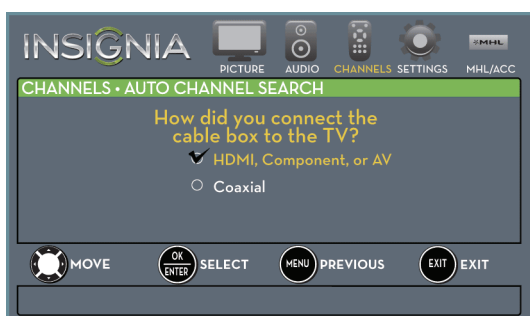 INSIGNIA
PICTURE AUDIO CHANNELS SETTINGS MHL/ACC
MHL
CHANNELS • AUTO CHANNEL SEARCH
How did you connect the
cable box to the TV?
HDMI, Component, or AV
Coaxial
MOVE OK ENTER SELECT MENU PREVIOUS EXIT EXIT